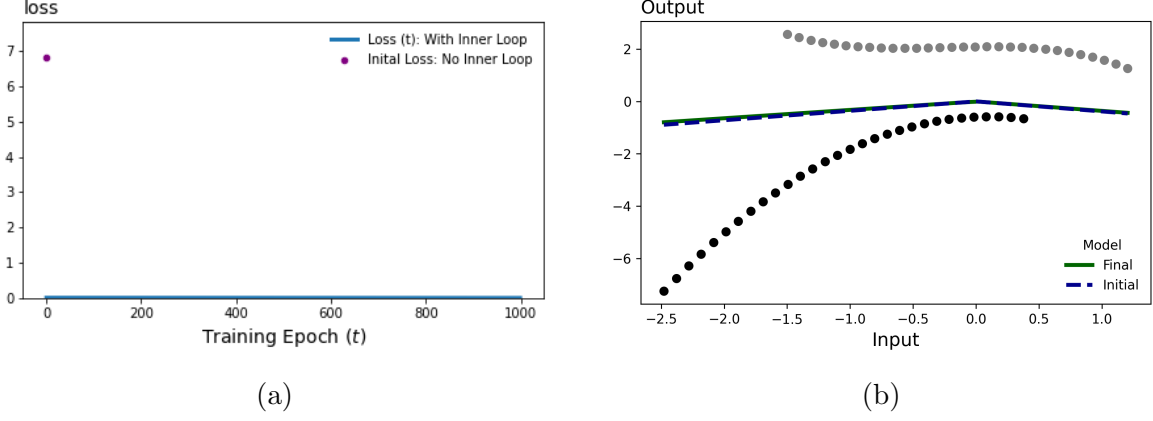 loss
7
6
5
4
3
2
1
0
Loss (t): With Inner Loop
Inital Loss: No Inner Loop
0 200 400 600 800 1000
Training Epoch (t)
(a)
Output
2
0
−2
−4
−6
Model
Final
Initial
−2.5 −2.0 −1.5 −1.0 −0.5 0.0 0.5 1.0
Input
(b)